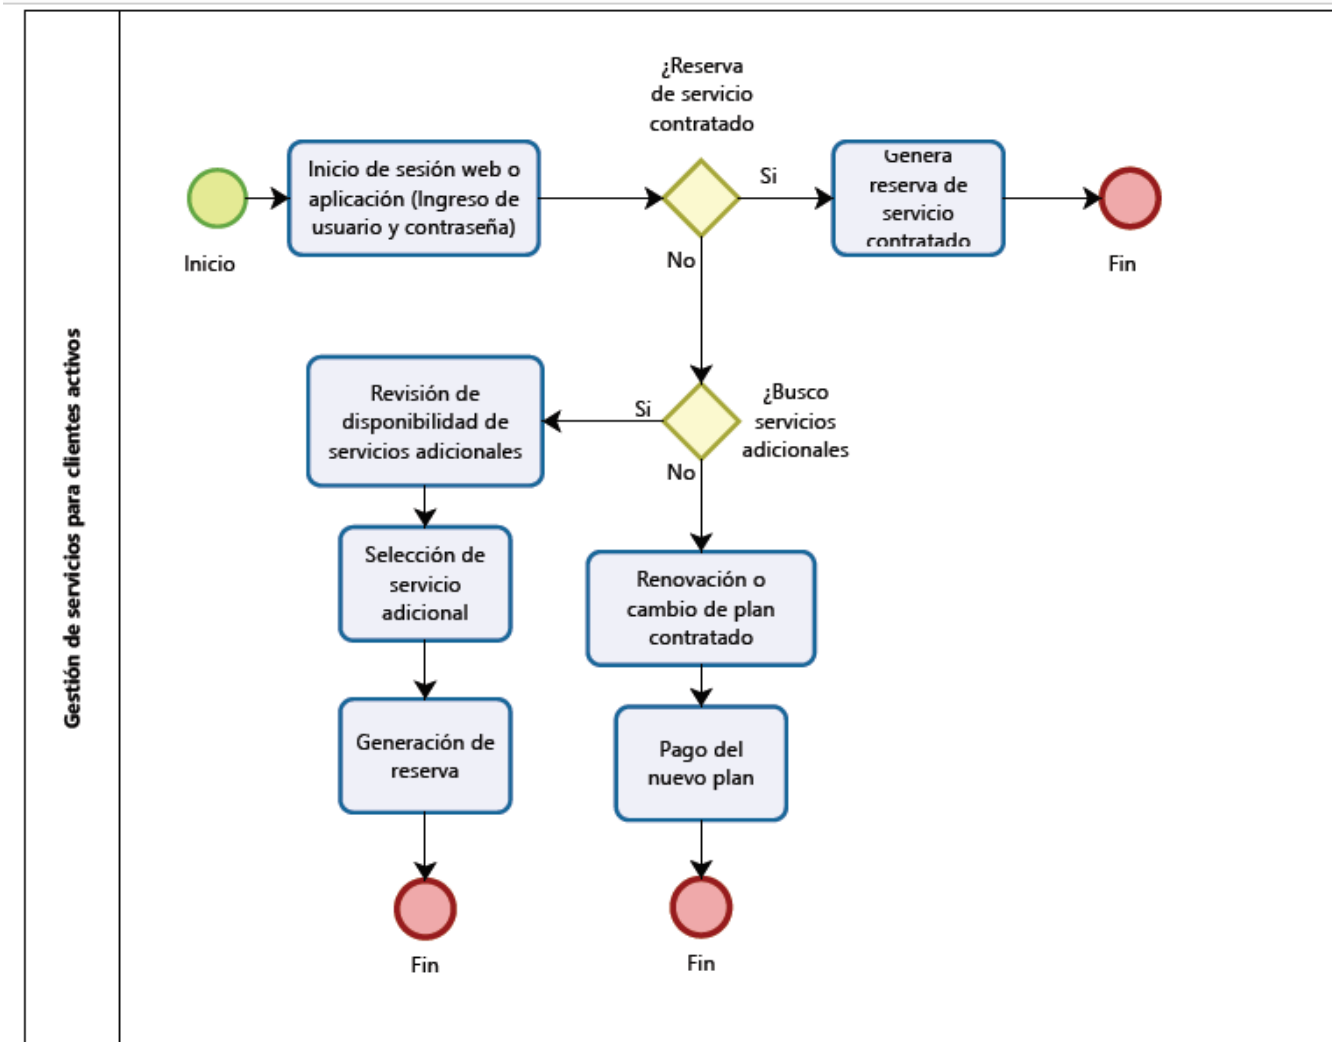 Gestión de servicios para clientes activos
¿Reserva
de servicio
contratado
Inicio de sesión web o
aplicación (Ingreso de
usuario y contraseña)
Si
Genera
reserva de
servicio
contratado
Inicio
No
Fin
Revisión de
disponibilidad de
servicios adicionales
Si
¿Busco
servicios
adicionales
No
Selección de
servicio
adicional
Renovación o
cambio de plan
contratado
Generación de
reserva
Pago del
nuevo plan
Fin
Fin